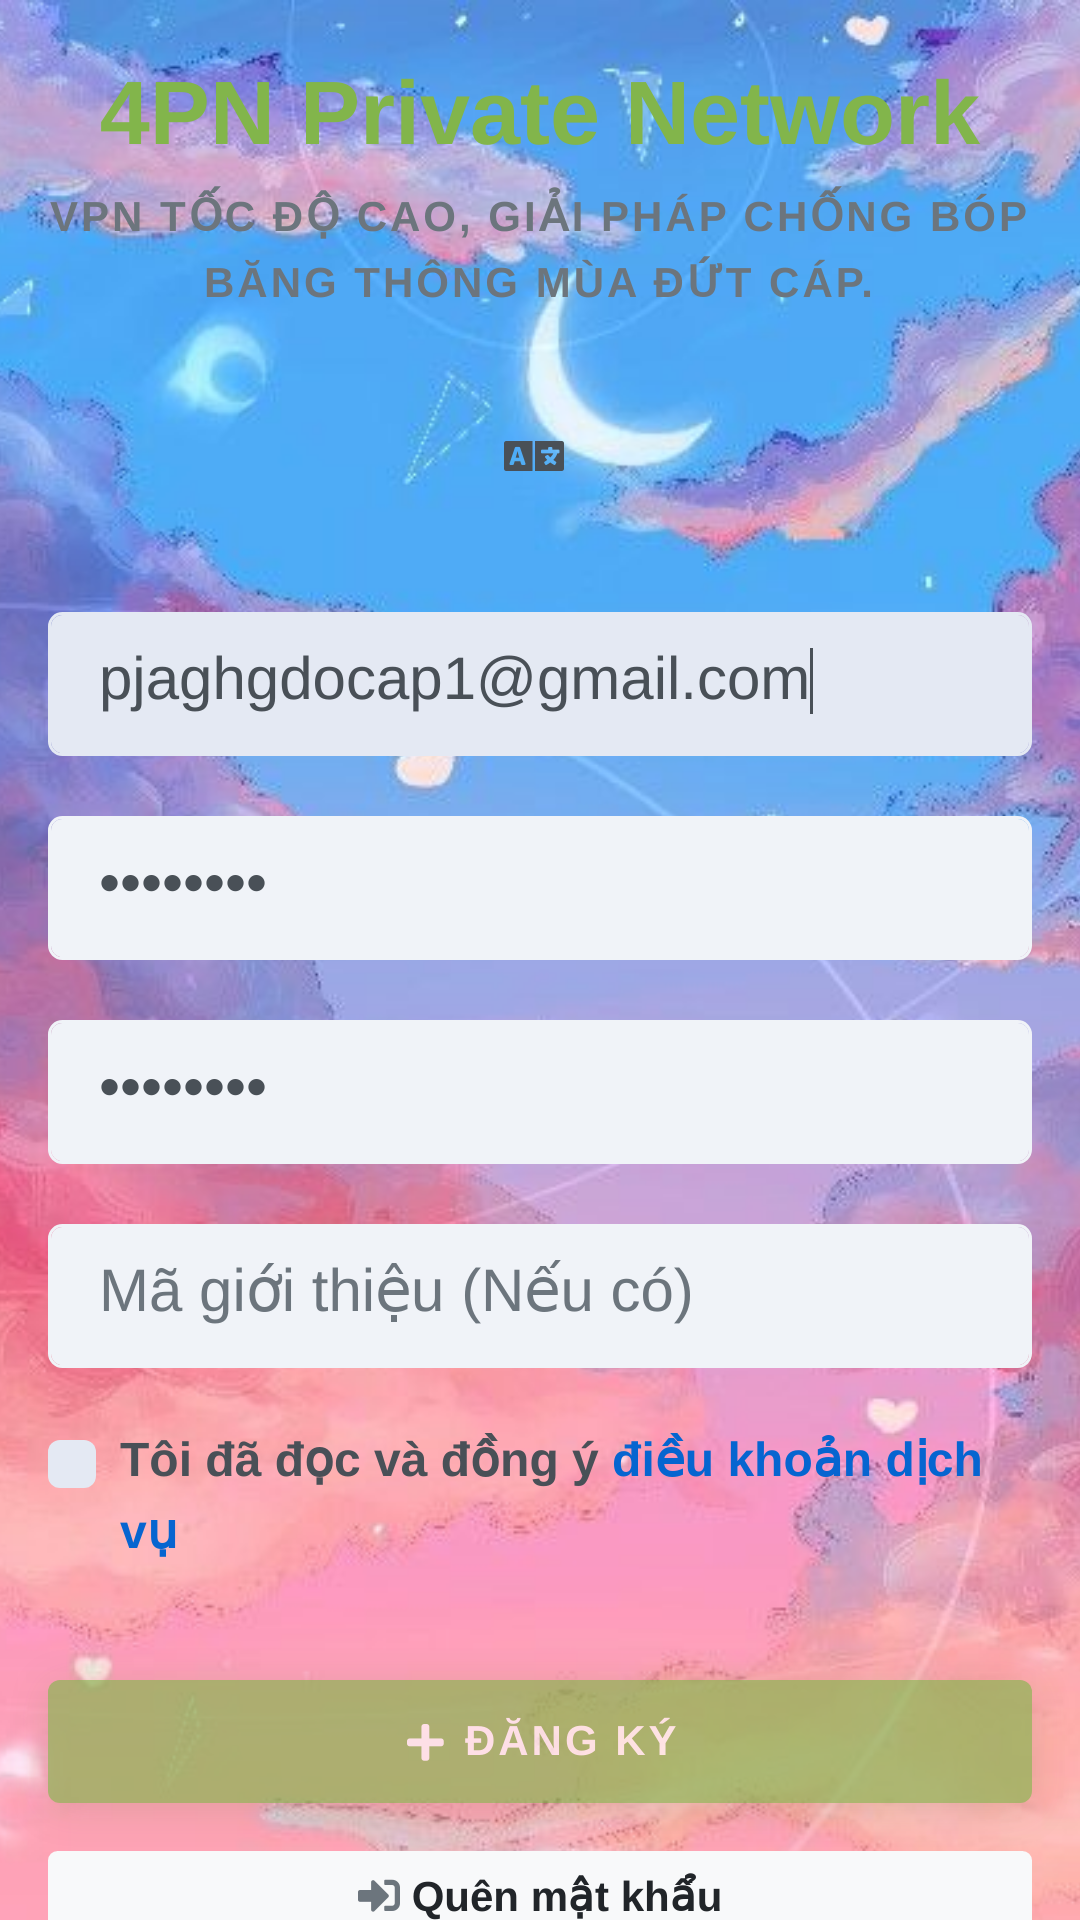 4PN Private Network
VPN TỐC ĐỘ CAO, GIẢI PHÁP CHỐNG BÓP
BĂNG THÔNG MÙA ĐỨT CÁP.
pjaghgdocap1@gmail.com
••••••••
••••••••
Mã giới thiệu (Nếu có)
Tôi đã đọc và đồng ý điều khoản dịch
vụ
ĐĂNG KÝ
Quên mật khẩu